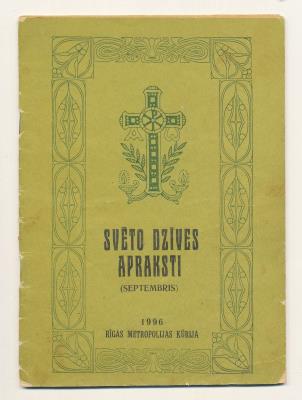 SVĒTO DZĪVES
APRAKSTI
(SEPTEMBRIS)
1996
RĪGAS METROPOLIJAS KŪRIJA